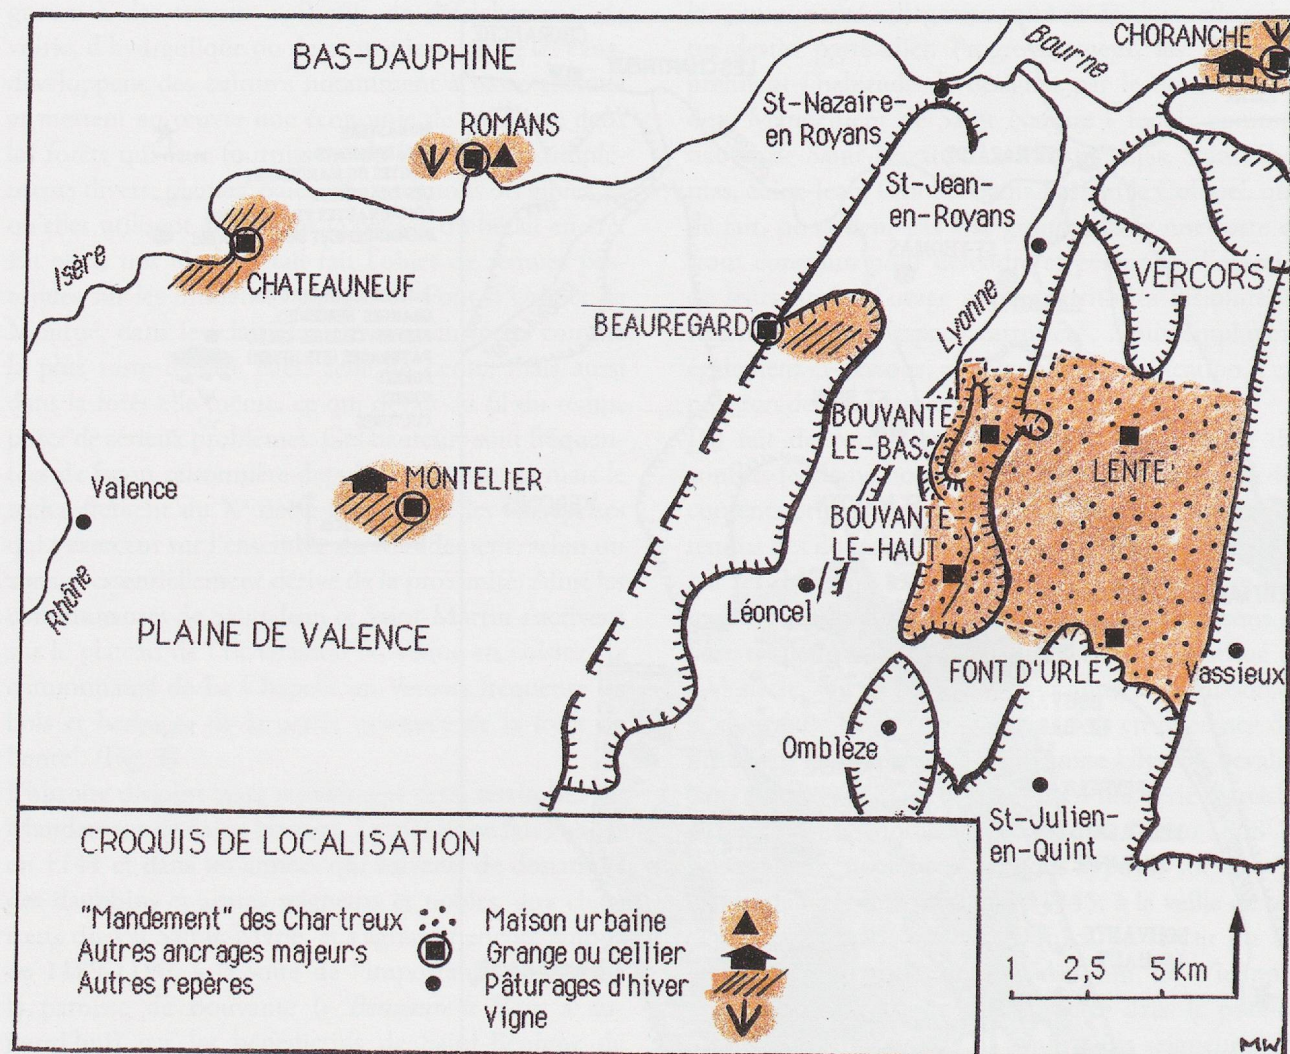 BAS-DAUPHINE
CHORANCHE
Bourne
St-Nazaire-
en Royans
ROMANS
St-Jean-
en-Royans
Isère
CHATEAUNEUF
VERCORS
BEAUREGARD
Lyonne
BOUVANTE
LE-BAS
LENTE
MONTELIER
Valence
BOUVANTE
LE-HAUT
Rhône
Léoncel
PLAINE DE VALENCE
FONT D'URLE
Vassieux
Omblèze
St-Julien-
en-Quint
CROQUIS DE LOCALISATION
"Mandement" des Chartreux
Autres ancrages majeurs
Autres repères
Maison urbaine
Grange ou cellier
Pâturages d'hiver
Vigne
1 2,5 5 km
MW